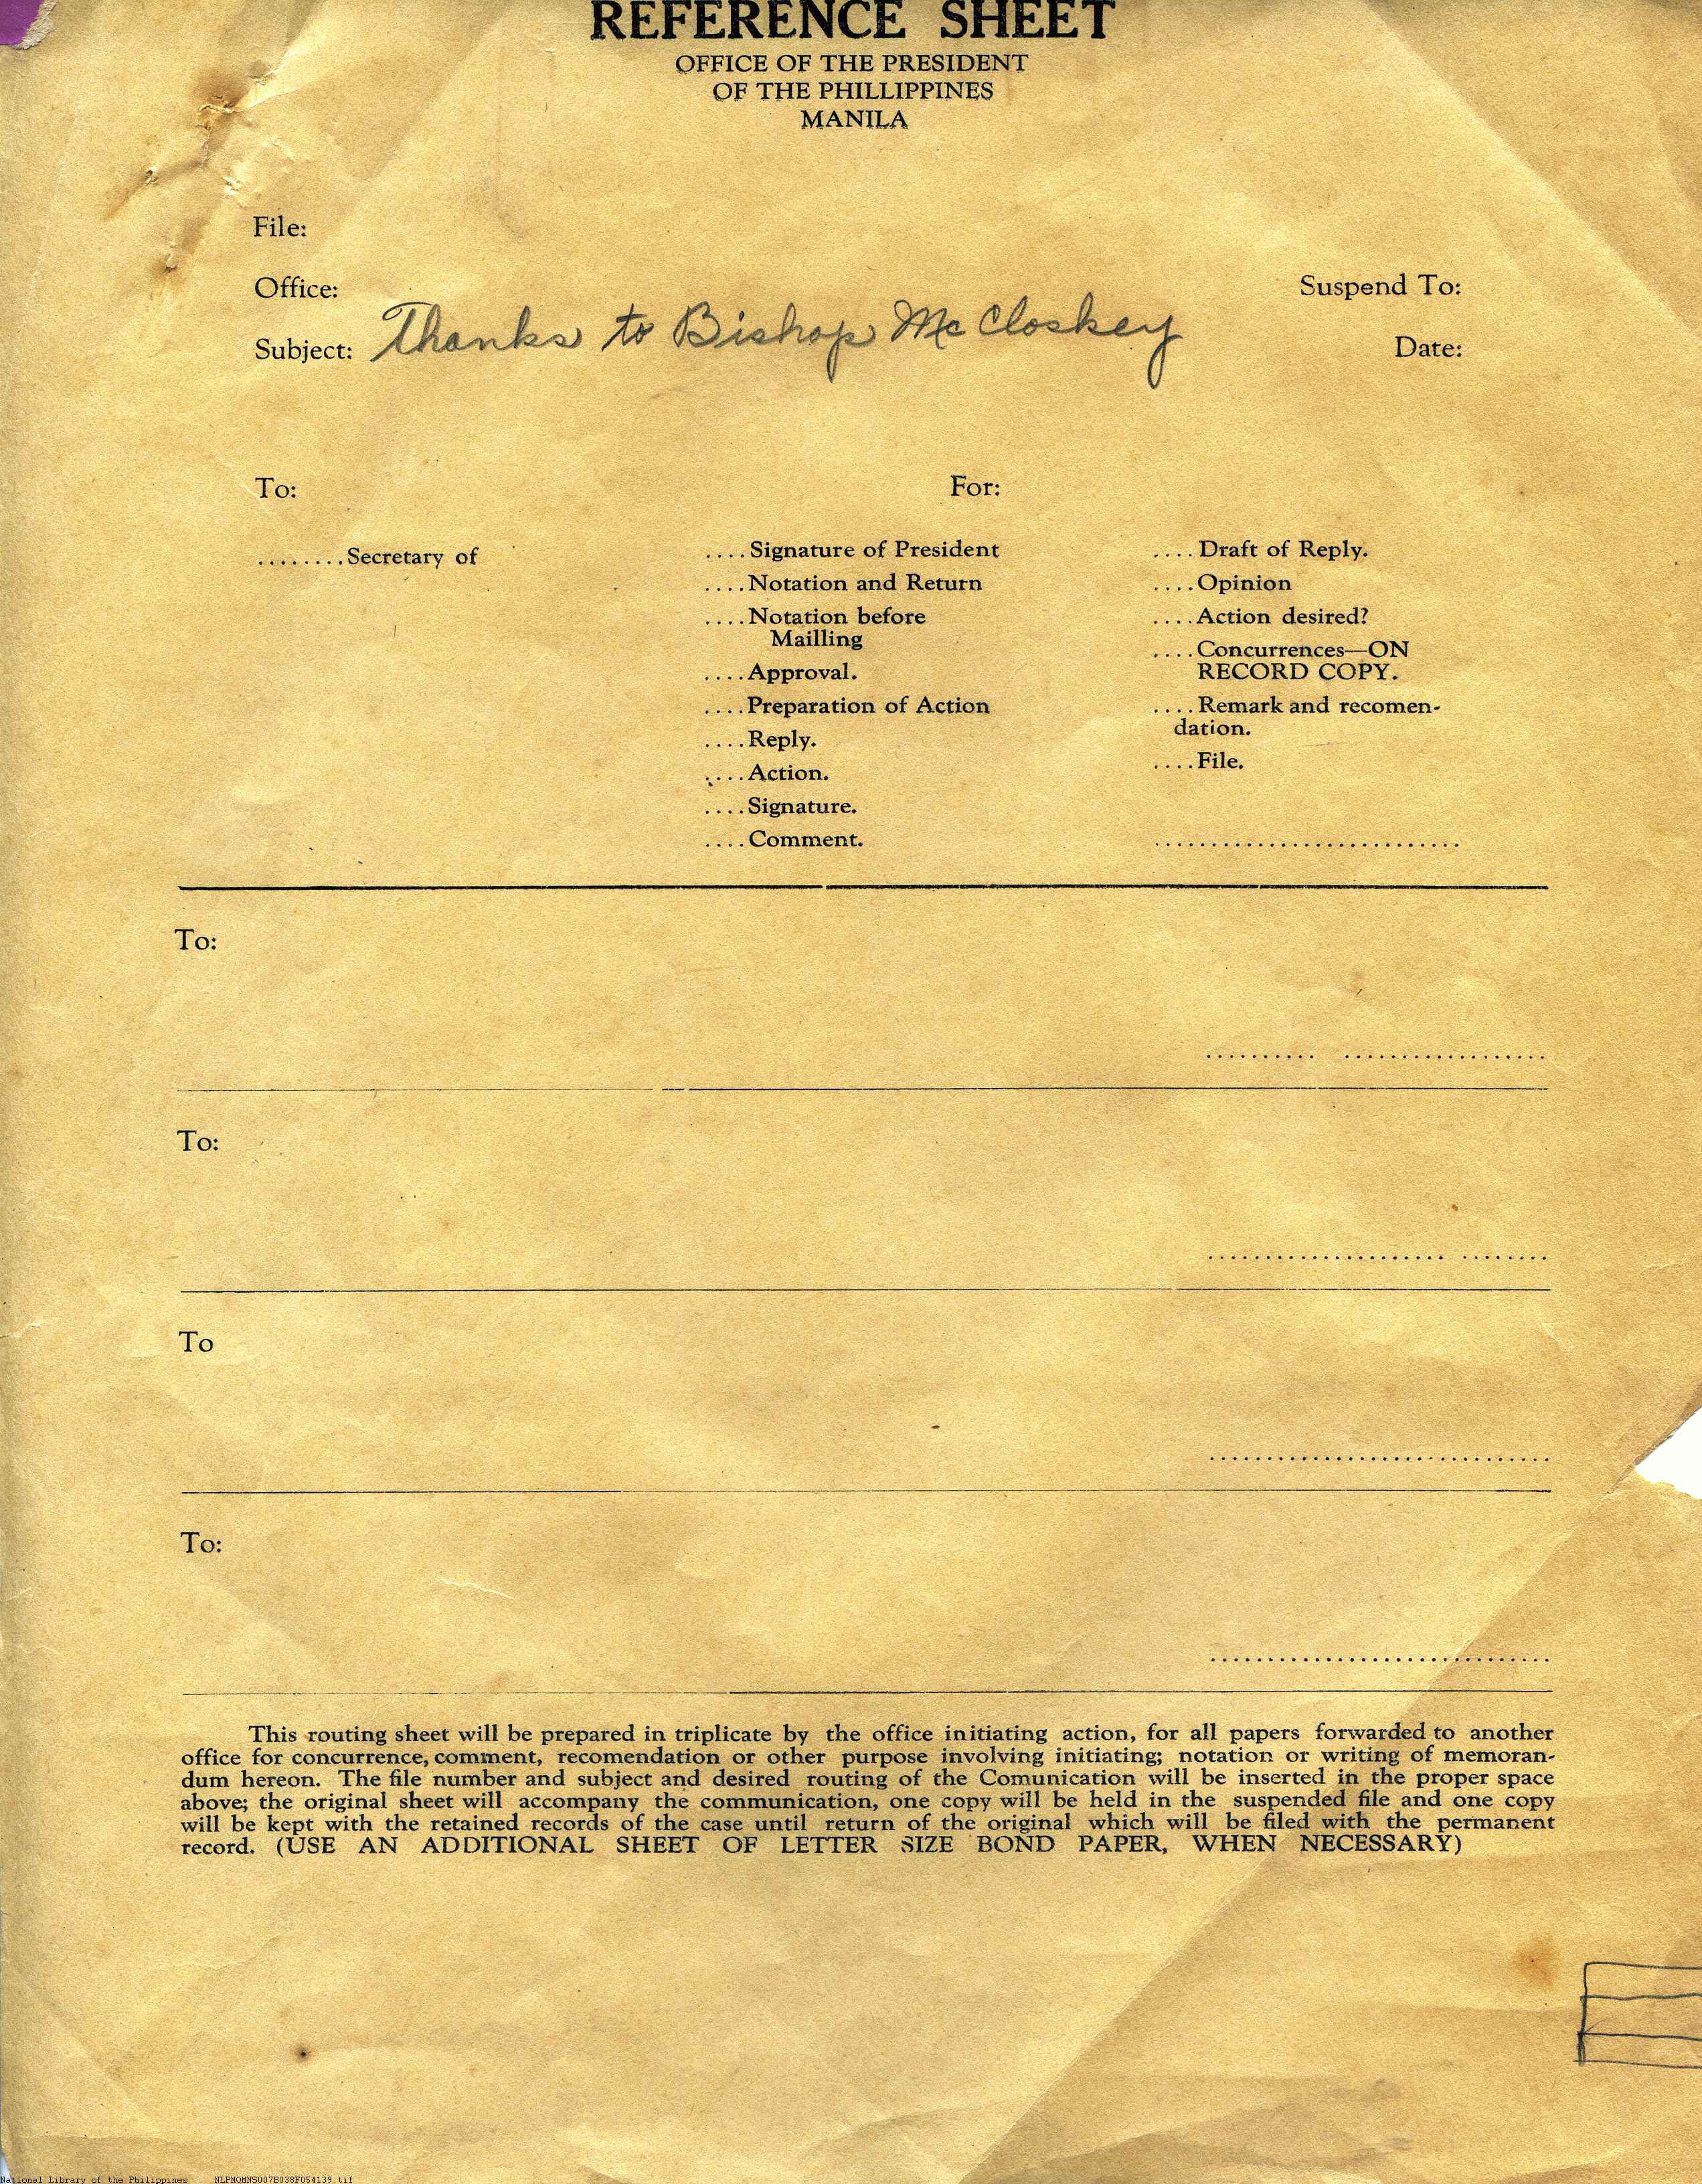 REFERENCE SHEET
OFFICE OF THE PRESIDENT
OF THE PHILLIPPINES
MANILA
File:
Office:
Suspend To:
Subject: Thanks to Bishop McCloskey
Date:
To:
For:
........Secretary of
....Signature of President
....Notation and Return
....Notation before
Mailling
....Approval.
....Preparation of Action
....Reply.
....Action.
....Signature.
....Comment.
....Draft of Reply.
....Opinion
....Action desired?
....Concurrences—ON
RECORD COPY.
....Remark and recomen-
dation.
....File.
To:
To:
To
To:
This routing sheet will be prepared in triplicate by the office initiating action, for all papers forwarded to another
office for concurrence, comment, recomendation or other purpose involving initiating; notation or writing of memoran-
dum hereon. The file number and subject and desired routing of the Comunication will be inserted in the proper space
above; the original sheet will accompany the communication, one copy will be held in the suspended file and one copy
will be kept with the retained records of the case until return of the original which will be filed with the permanent
record. (USE AN ADDITIONAL SHEET OF LETTER SIZE BOND PAPER, WHEN NECESSARY)
National Library of the Philippines NLPMQMNS007B038F054139.tif